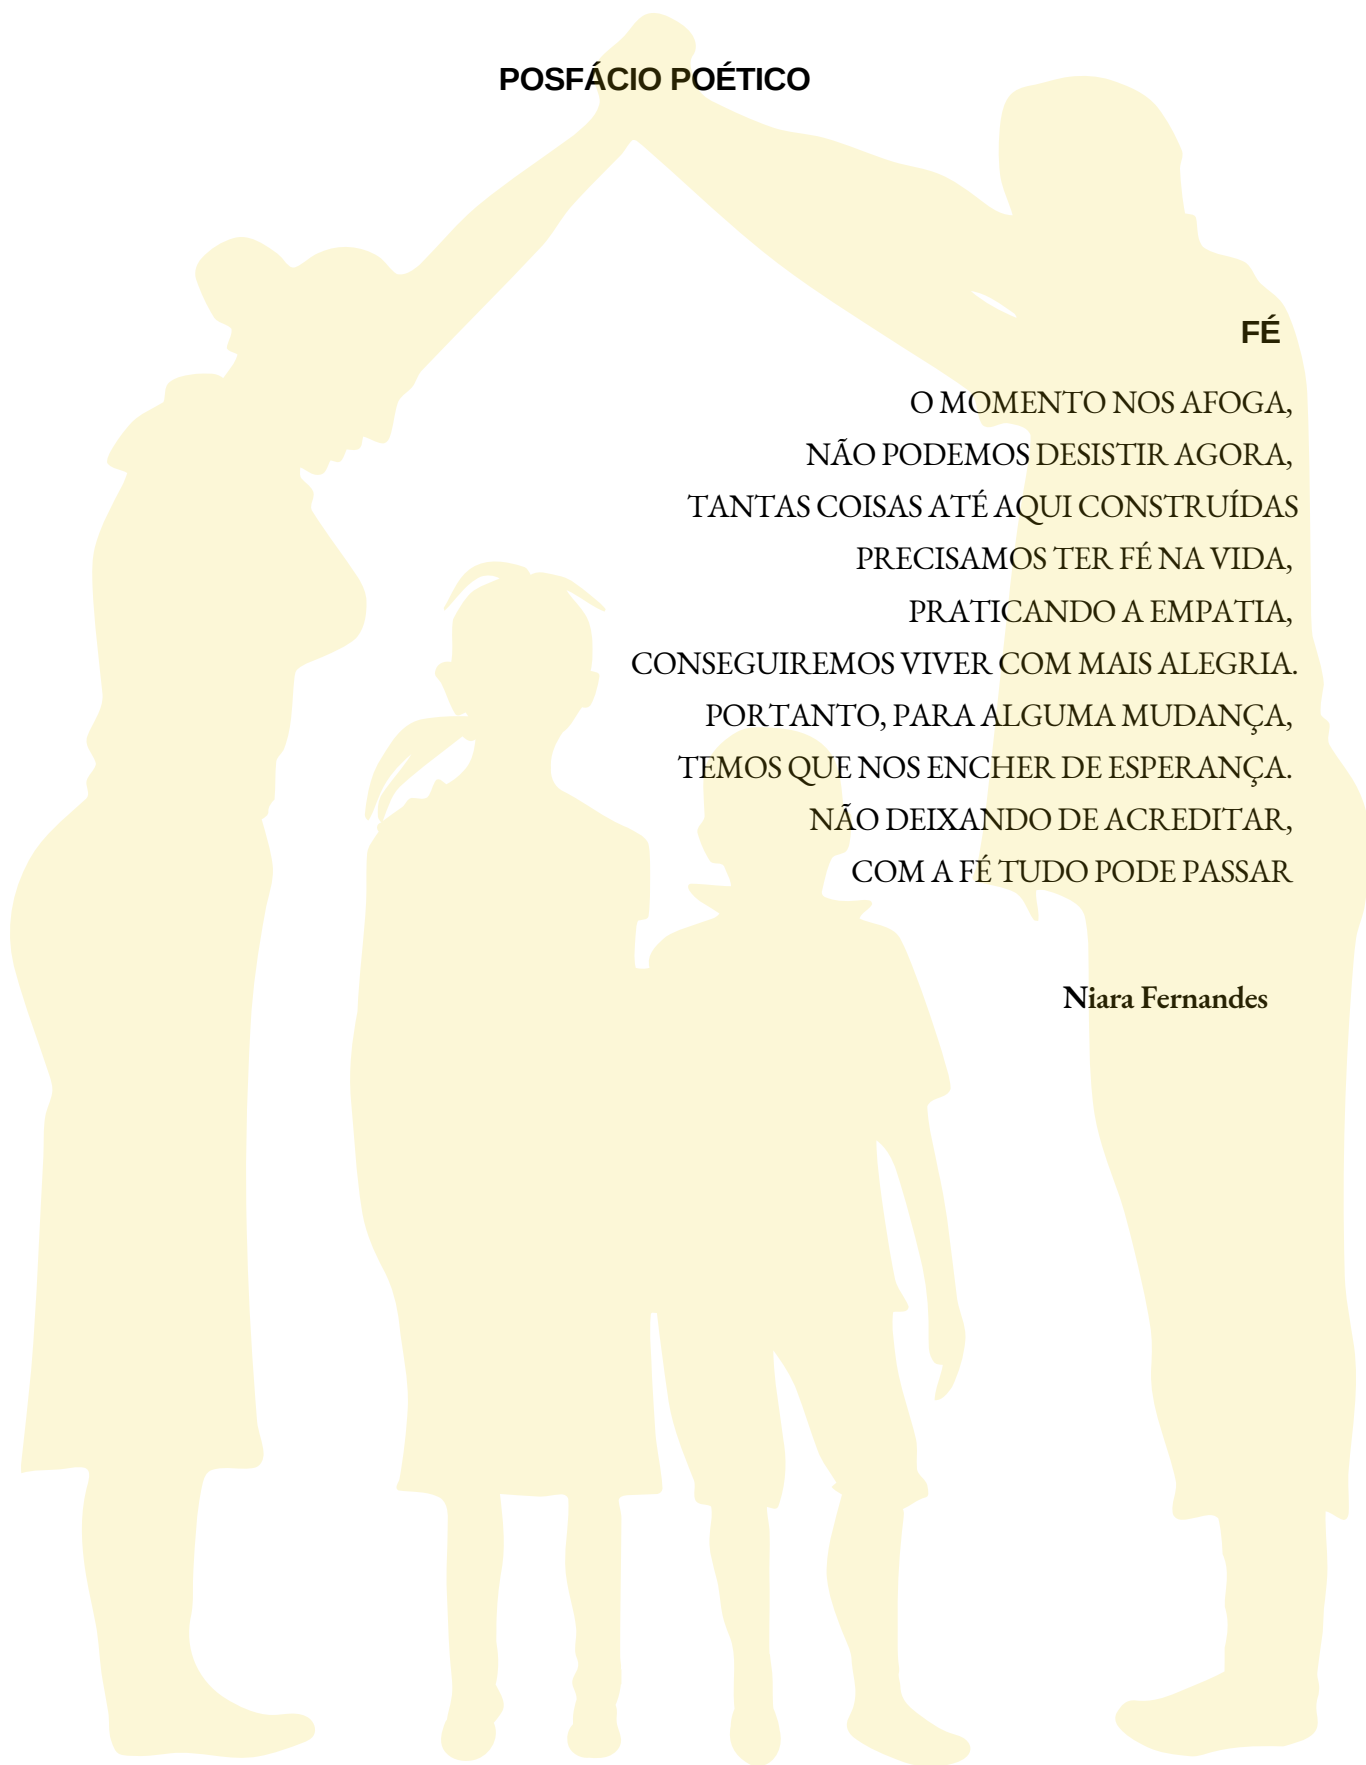 POSFÁCIO POÉTICO
FÉ
O MOMENTO NOS AFOGA,
NÃO PODEMOS DESISTIR AGORA,
TANTAS COISAS ATÉ AQUI CONSTRUÍDAS
PRECISAMOS TER FÉ NA VIDA,
PRATICANDO A EMPATIA,
CONSEGUIREMOS VIVER COM MAIS ALEGRIA.
PORTANTO, PARA ALGUMA MUDANÇA,
TEMOS QUE NOS ENCHER DE ESPERANÇA.
NÃO DEIXANDO DE ACREDITAR,
COM A FÉ TUDO PODE PASSAR
Niara Fernandes